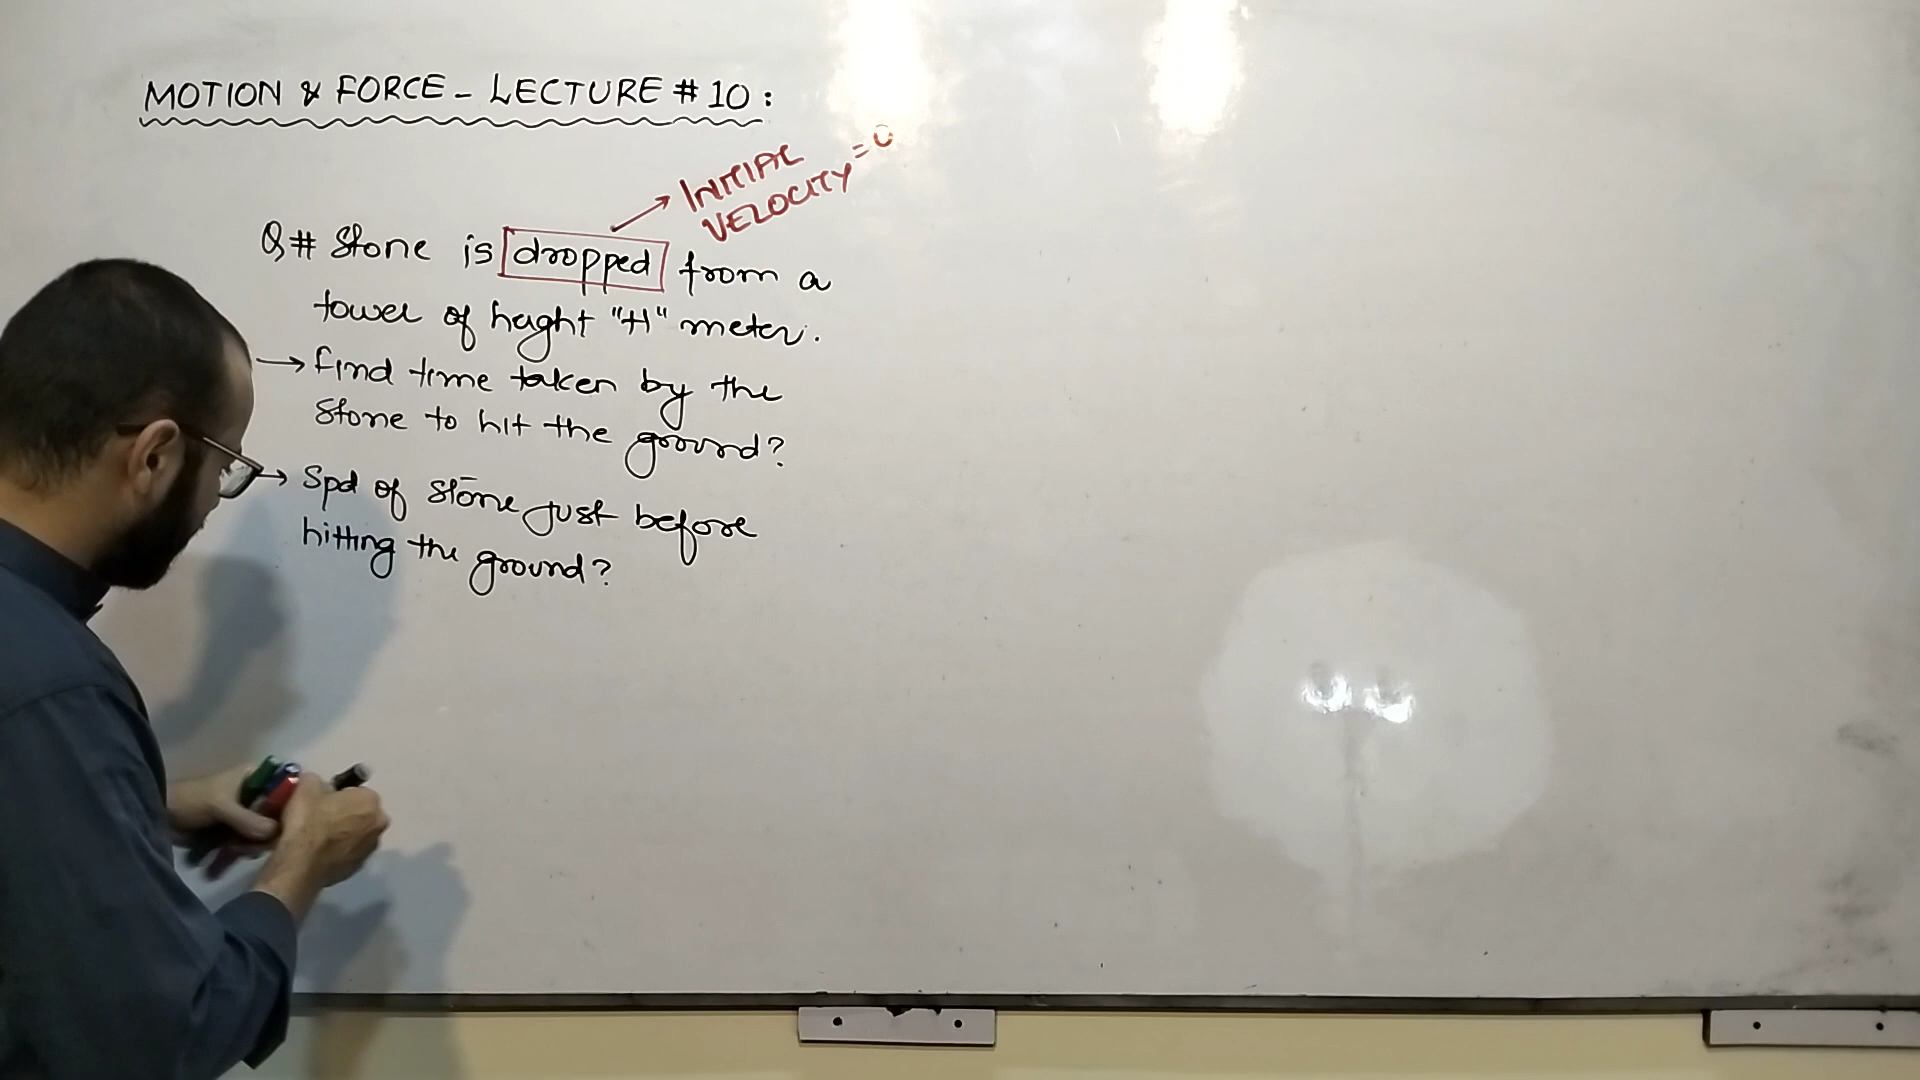 MOTION & FORCE - LECTURE # 10 :
INITIAL
VELOCITY = 0
Q# Stone is dropped from a
tower of height "H" meter.
→ Find time taken by the
Stone to hit the ground?
→ Spd of stone just before
hitting the ground?